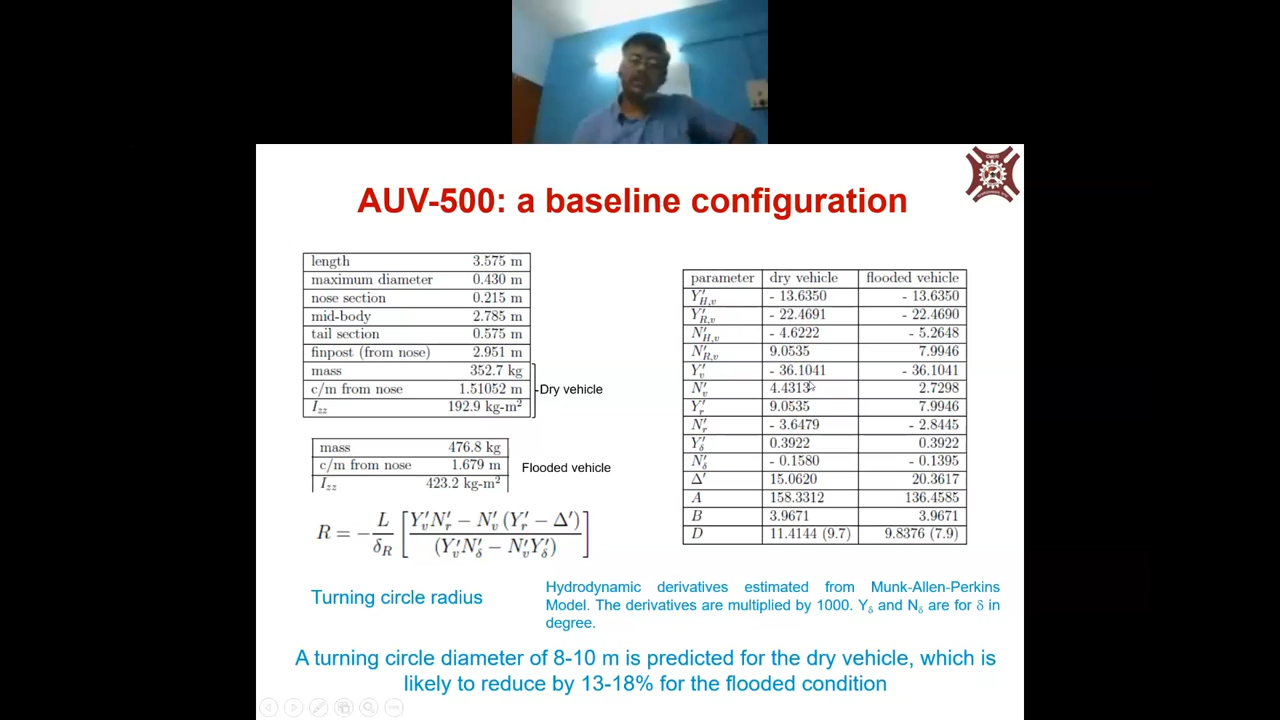 AUV-500: a baseline configuration
length 3.575 m
maximum diameter 0.430 m
nose section 0.215 m
mid-body 2.785 m
tail section 0.575 m
finpost (from nose) 2.951 m
mass 352.7 kg
c/m from nose 1.51052 m
I_zz 192.9 kg-m²
Dry vehicle
mass 476.8 kg
c/m from nose 1.679 m
I_zz 423.2 kg-m²
Flooded vehicle
R = −L/δ_R [Y′_v N′_r − N′_v (Y′_r − Δ′) / (Y′_v N′_δ − N′_v Y′_δ)]
Turning circle radius
parameter dry vehicle flooded vehicle
Y′_H,v - 13.6350 - 13.6350
Y′_R,v - 22.4691 - 22.4690
N′_H,v - 4.6222 - 5.2648
N′_R,v 9.0535 7.9946
Y′_v - 36.1041 - 36.1041
N′_v 4.4313 2.7298
Y′_r 9.0535 7.9946
N′_r - 3.6479 - 2.8445
Y′_δ 0.3922 0.3922
N′_δ - 0.1580 - 0.1395
Δ′ 15.0620 20.3617
A 158.3312 136.4585
B 3.9671 3.9671
D 11.4144 (9.7) 9.8376 (7.9)
Hydrodynamic derivatives estimated from Munk-Allen-Perkins
Model. The derivatives are multiplied by 1000. Y_δ and N_δ are for δ in
degree.
A turning circle diameter of 8-10 m is predicted for the dry vehicle, which is
likely to reduce by 13-18% for the flooded condition